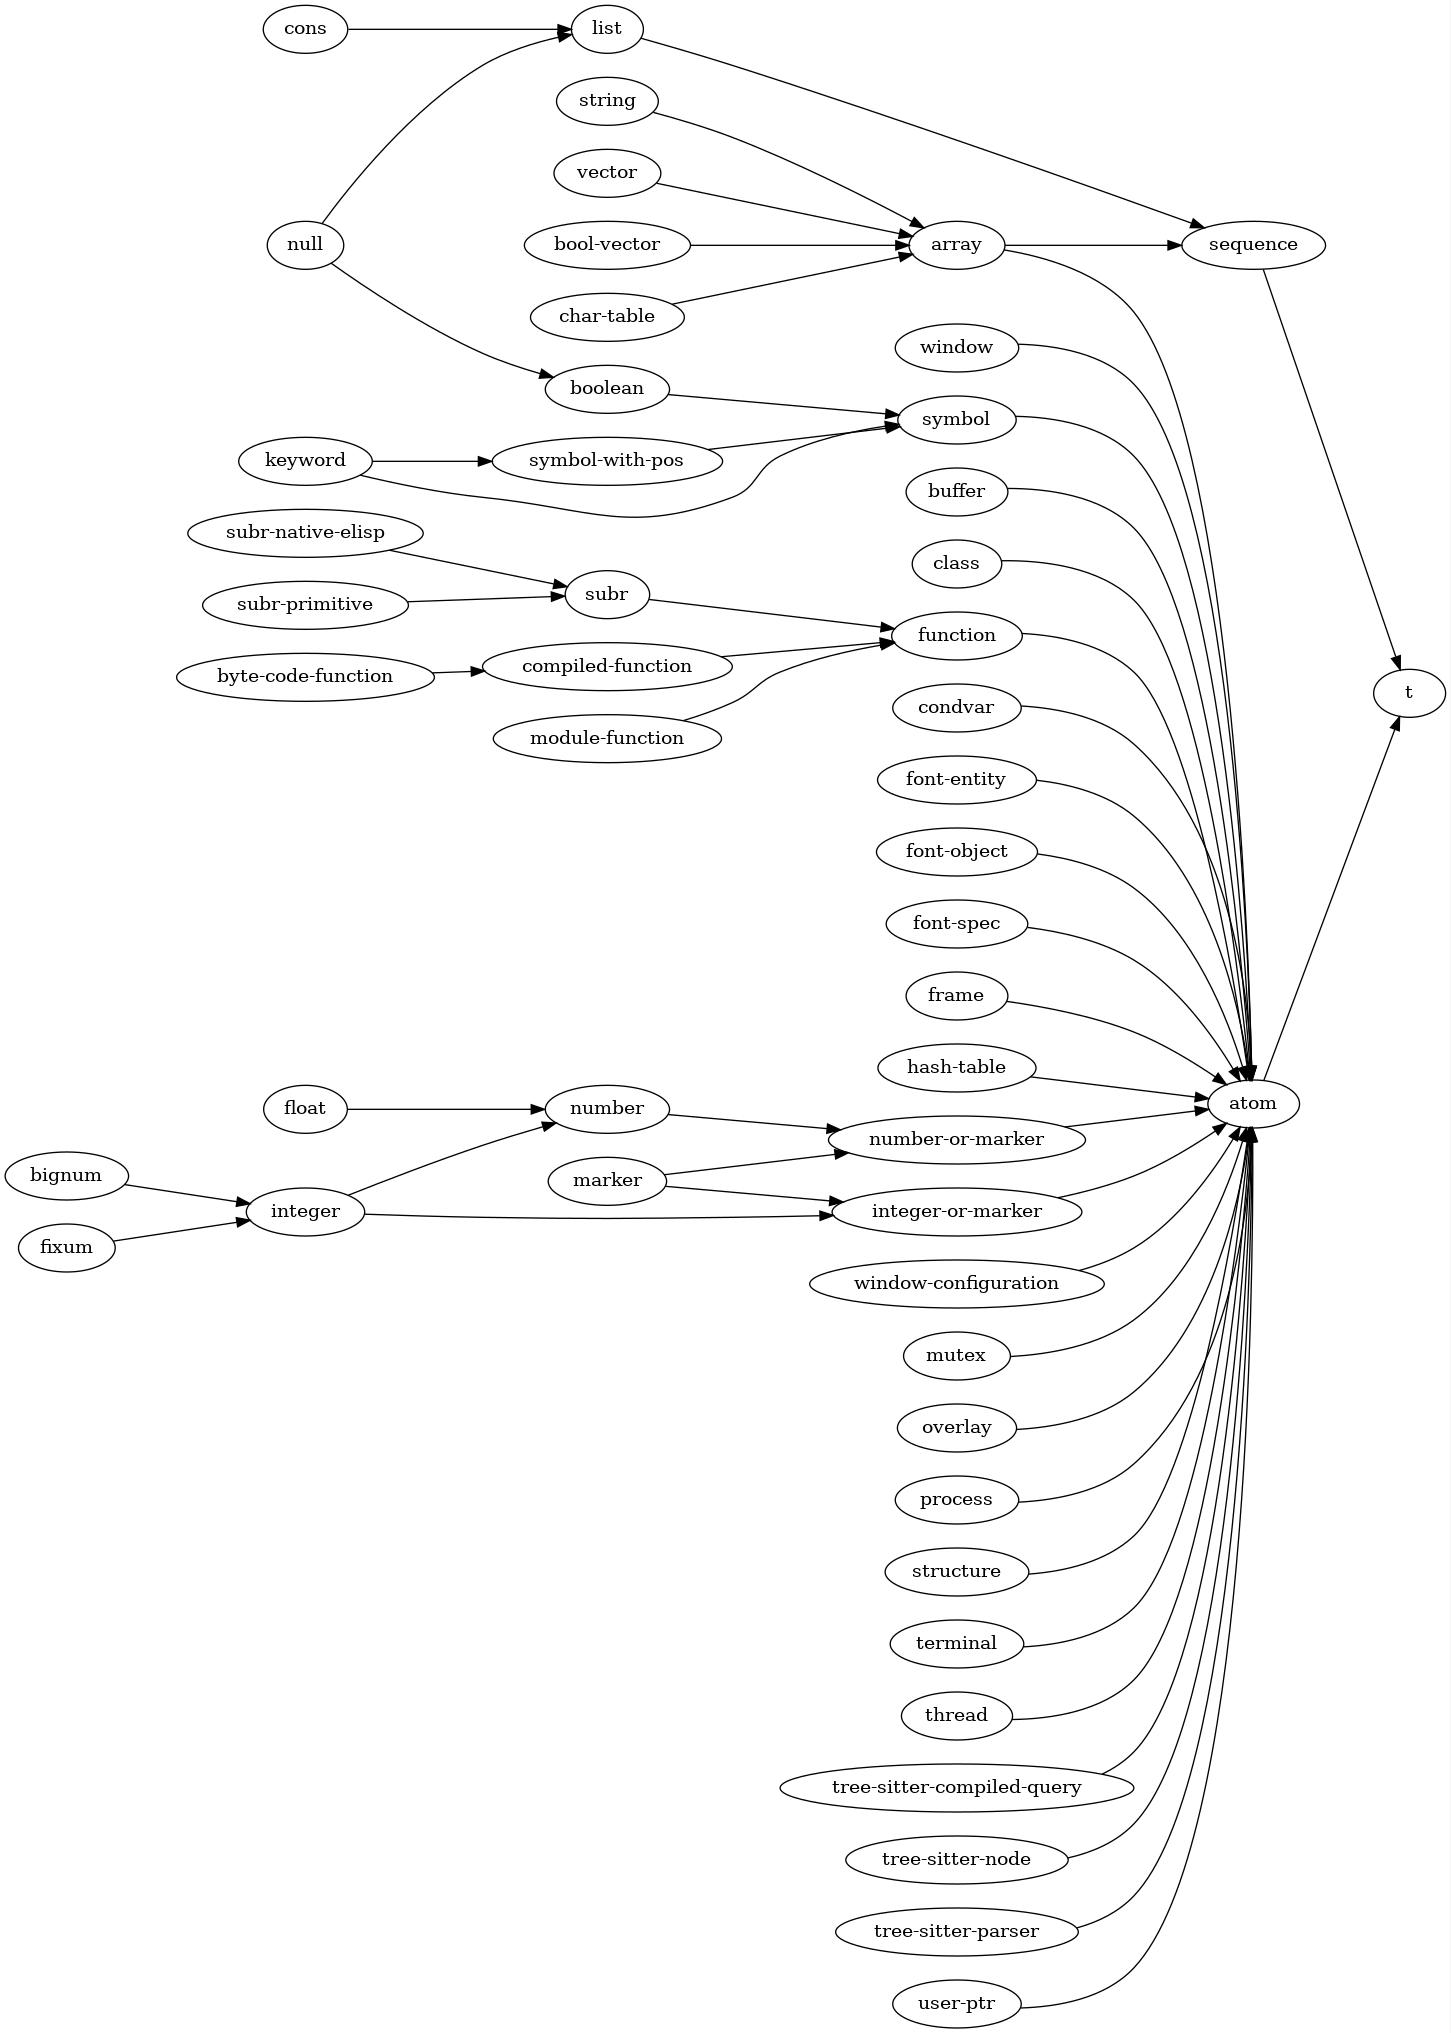 cons
list
string
vector
null
bool-vector
array
sequence
char-table
window
boolean
symbol
keyword
symbol-with-pos
buffer
subr-native-elisp
class
subr
subr-primitive
function
compiled-function
byte-code-function
t
condvar
module-function
font-entity
font-object
font-spec
frame
hash-table
atom
float
number
number-or-marker
bignum
marker
integer
integer-or-marker
fixum
window-configuration
mutex
overlay
process
structure
terminal
thread
tree-sitter-compiled-query
tree-sitter-node
tree-sitter-parser
user-ptr